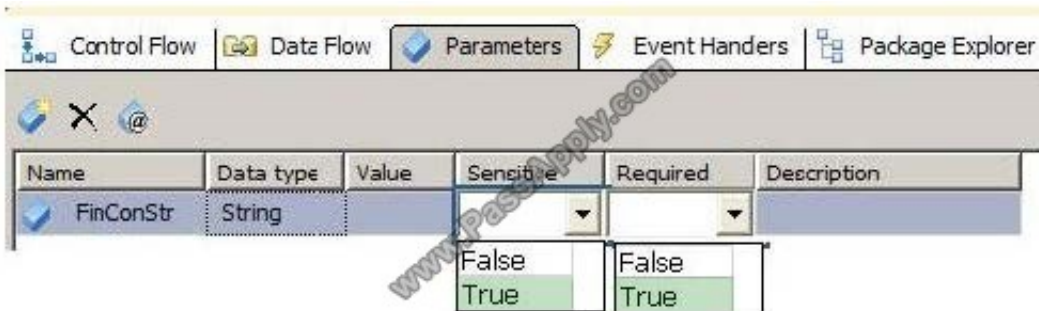 Control Flow Data Flow Parameters Event Handers Package Explorer
Name Data type Value Sensitive Required Description
FinConStr String
False False
True True
www.PassApply.com